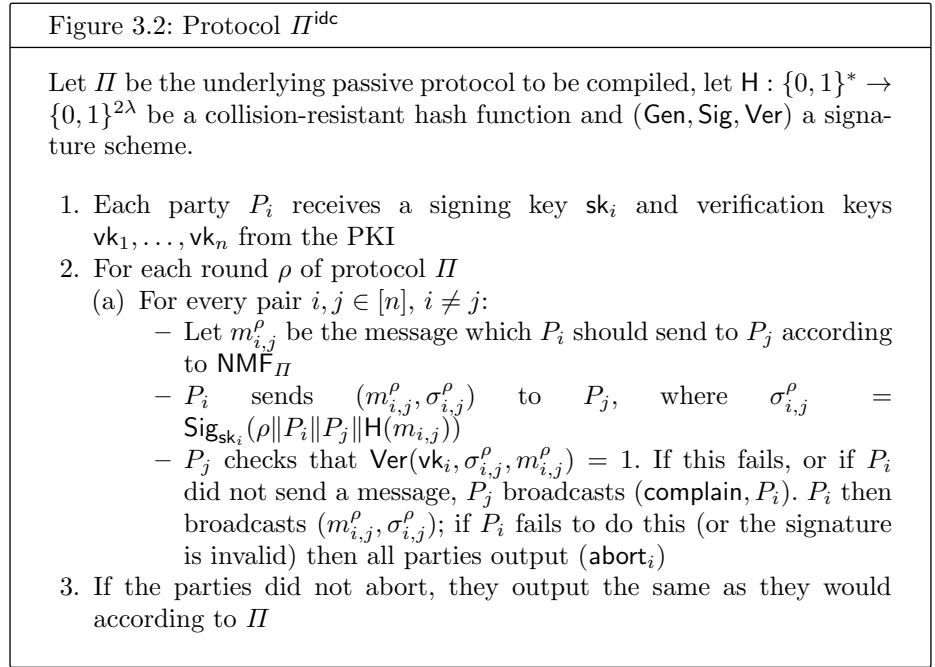 Figure 3.2: Protocol Π^idc
Let Π be the underlying passive protocol to be compiled, let H : {0, 1}^* →
{0, 1}^{2λ} be a collision-resistant hash function and (Gen, Sig, Ver) a signa-
ture scheme.
1. Each party P_i receives a signing key sk_i and verification keys
vk_1, . . . , vk_n from the PKI
2. For each round ρ of protocol Π
(a) For every pair i, j ∈ [n], i ≠ j:
– Let m^ρ_{i,j} be the message which P_i should send to P_j according
to NMF_Π
– P_i sends (m^ρ_{i,j}, σ^ρ_{i,j}) to P_j, where σ^ρ_{i,j} =
Sig_{sk_i}(ρ∥P_i∥P_j∥H(m_{i,j}))
– P_j checks that Ver(vk_i, σ^ρ_{i,j}, m^ρ_{i,j}) = 1. If this fails, or if P_i
did not send a message, P_j broadcasts (complain, P_i). P_i then
broadcasts (m^ρ_{i,j}, σ^ρ_{i,j}); if P_i fails to do this (or the signature
is invalid) then all parties output (abort_i)
3. If the parties did not abort, they output the same as they would
according to Π